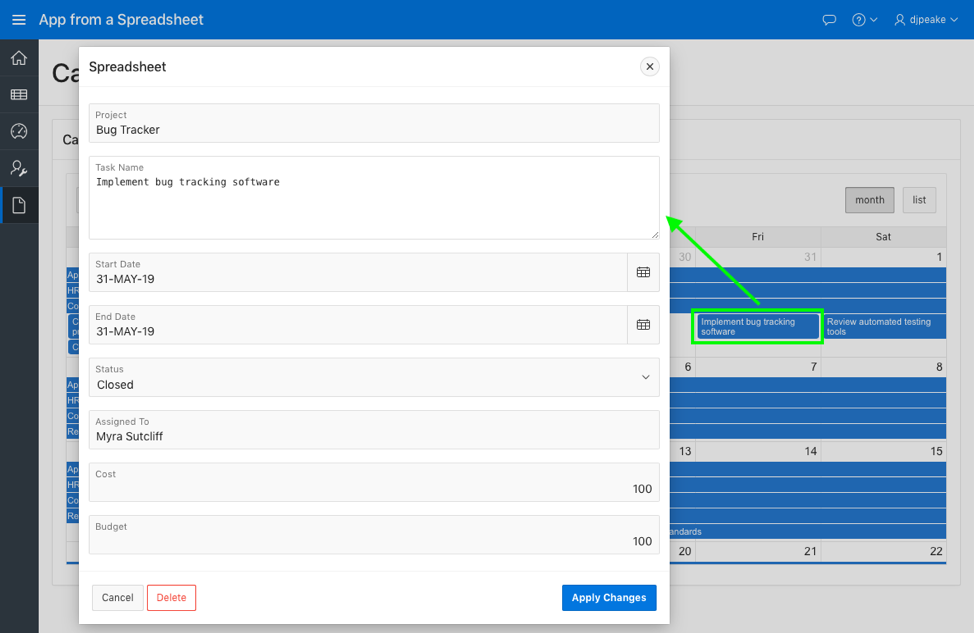 App from a Spreadsheet
djpeake
Ca
Spreadsheet
Project
Bug Tracker
Task Name
Implement bug tracking software
Start Date
31-MAY-19
End Date
31-MAY-19
Status
Closed
Assigned To
Myra Sutcliff
Cost
100
Budget
100
Cancel
Delete
Apply Changes
Ca
month
list
Fri
Sat
30
31
1
Ap
HR
Co
C
p
C
Implement bug tracking
software
Review automated testing
tools
6
7
8
Ap
HR
Co
Re
13
14
15
Ap
HR
Co
Re
andards
20
21
22